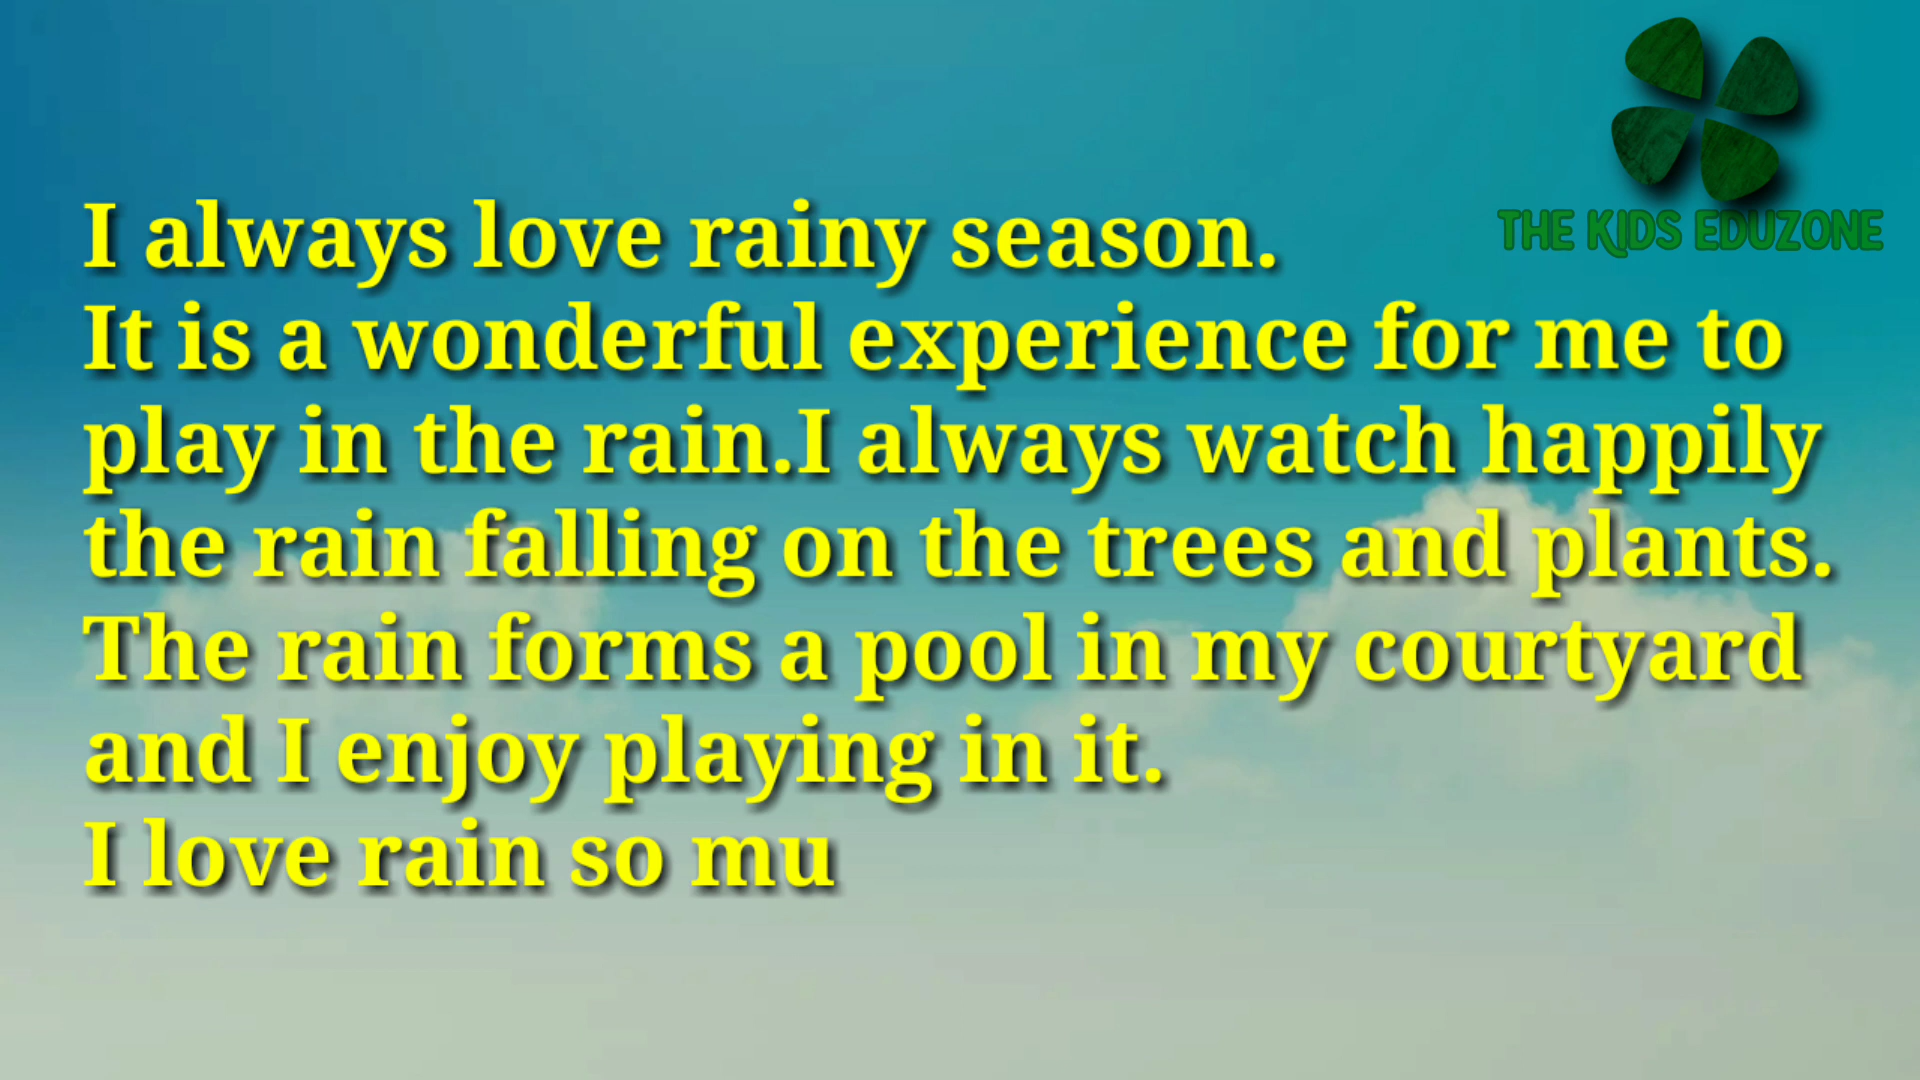 THE KIDS EDUZONE
I always love rainy season.
It is a wonderful experience for me to
play in the rain.I always watch happily
the rain falling on the trees and plants.
The rain forms a pool in my courtyard
and I enjoy playing in it.
I love rain so mu